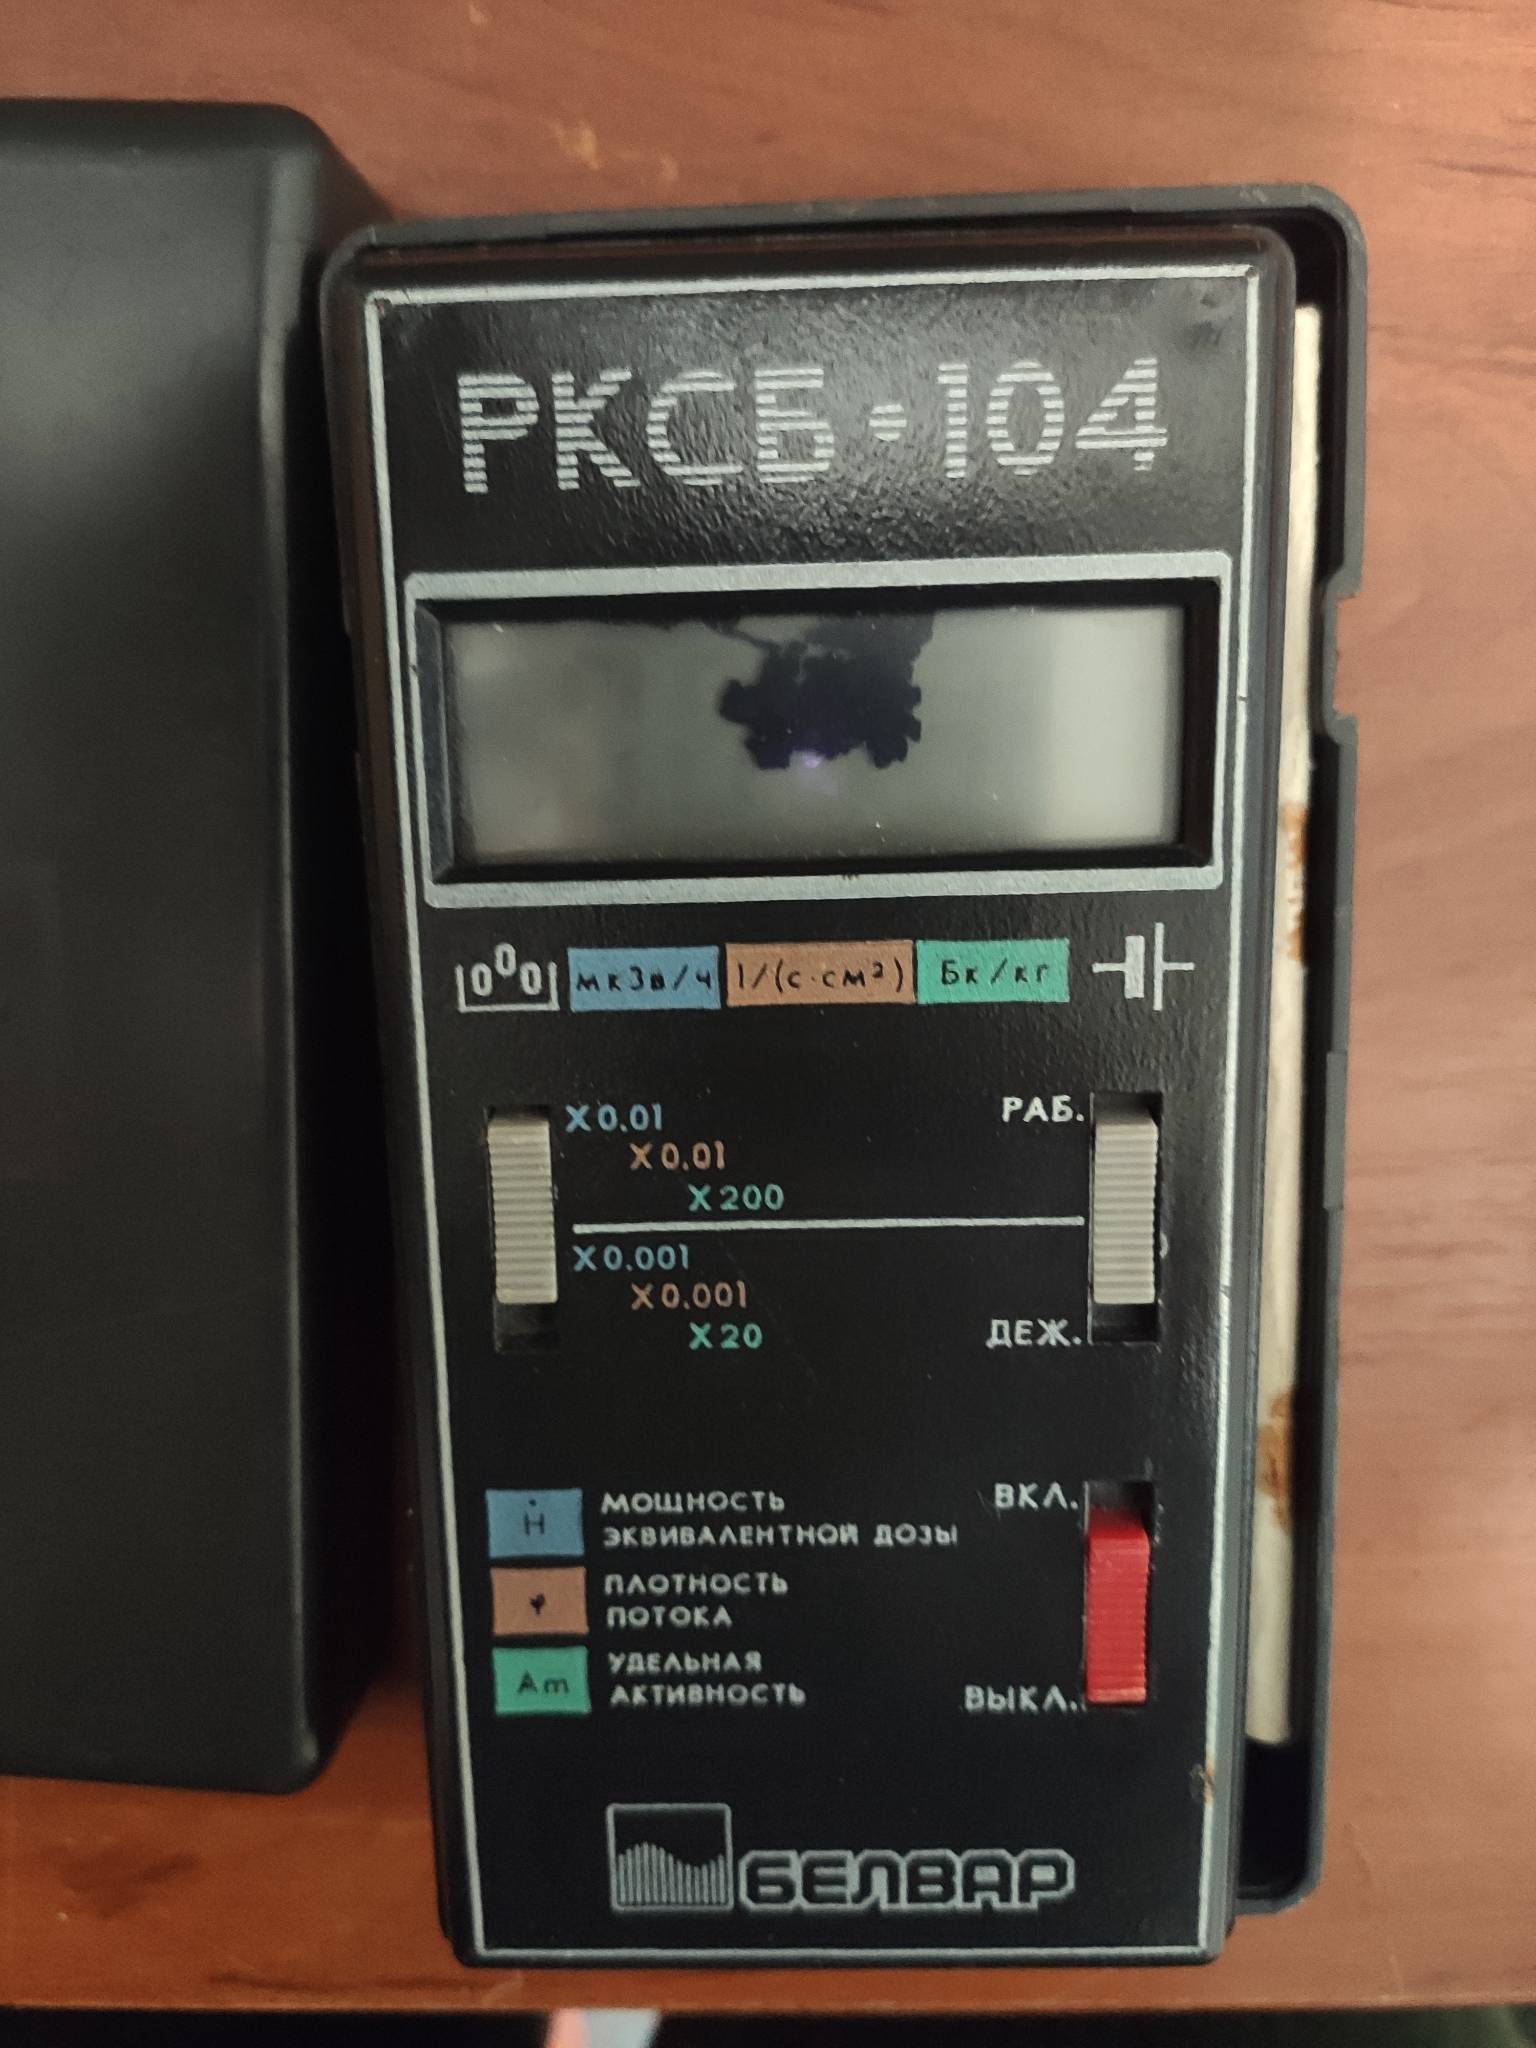 РКСБ·104
мкЗв/ч 1/(с·см²) Бк/кг
X0.01
X0.01
X200
РАБ.
X0.001
X0.001
X20
ДЕЖ.
Ḣ МОЩНОСТЬ
ЭКВИВАЛЕНТНОЙ ДОЗЫ
φ ПЛОТНОСТЬ
ПОТОКА
Am УДЕЛЬНАЯ
АКТИВНОСТЬ
ВКЛ.
ВЫКЛ.
БЕЛВАР